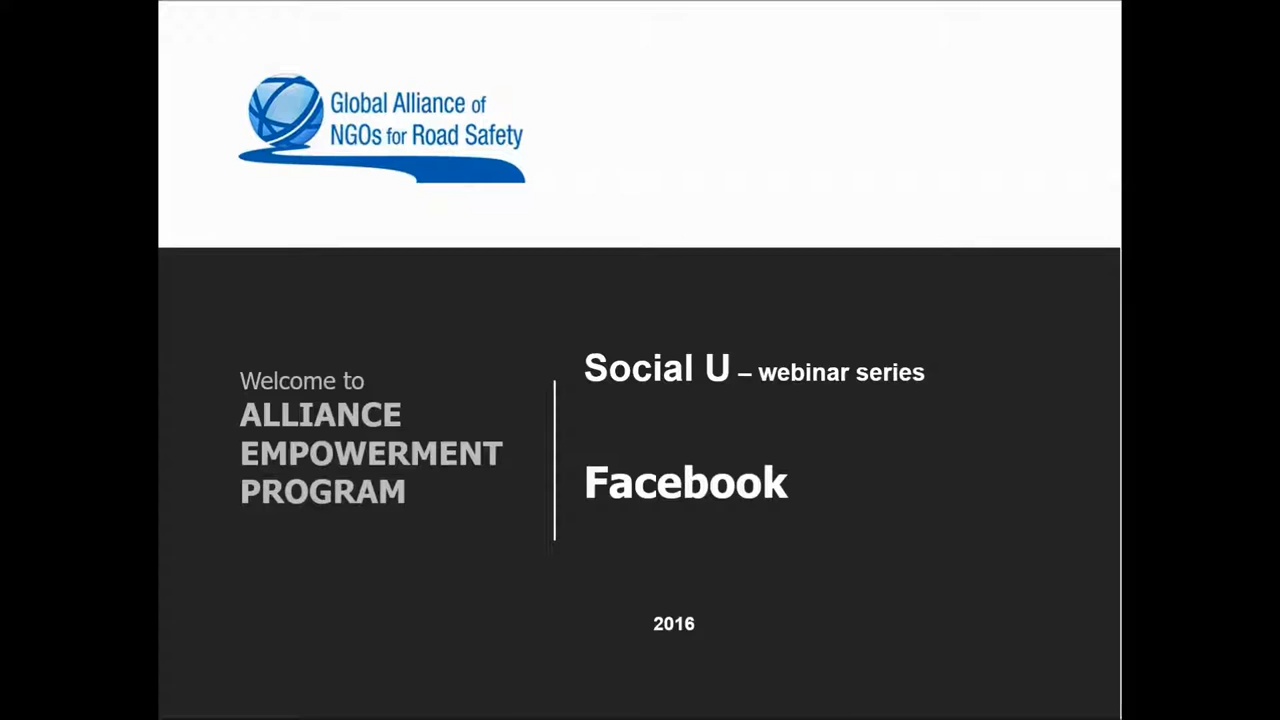 Global Alliance of
NGOs for Road Safety
Welcome to
ALLIANCE
EMPOWERMENT
PROGRAM
Social U – webinar series
Facebook
2016